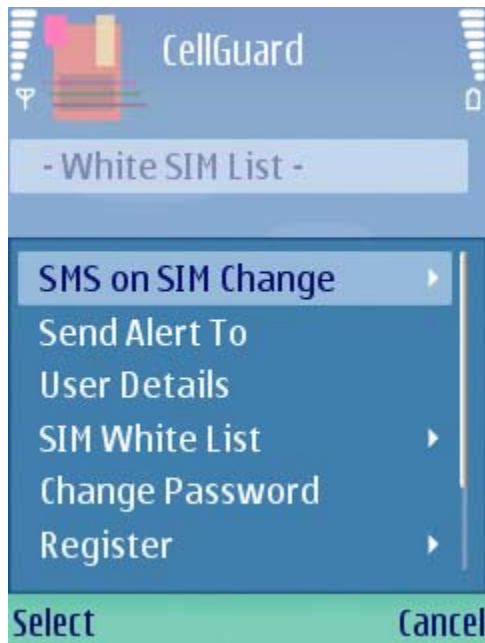 CellGuard
- White SIM List -
SMS on SIM Change
Send Alert To
User Details
SIM White List
Change Password
Register
Select Cancel